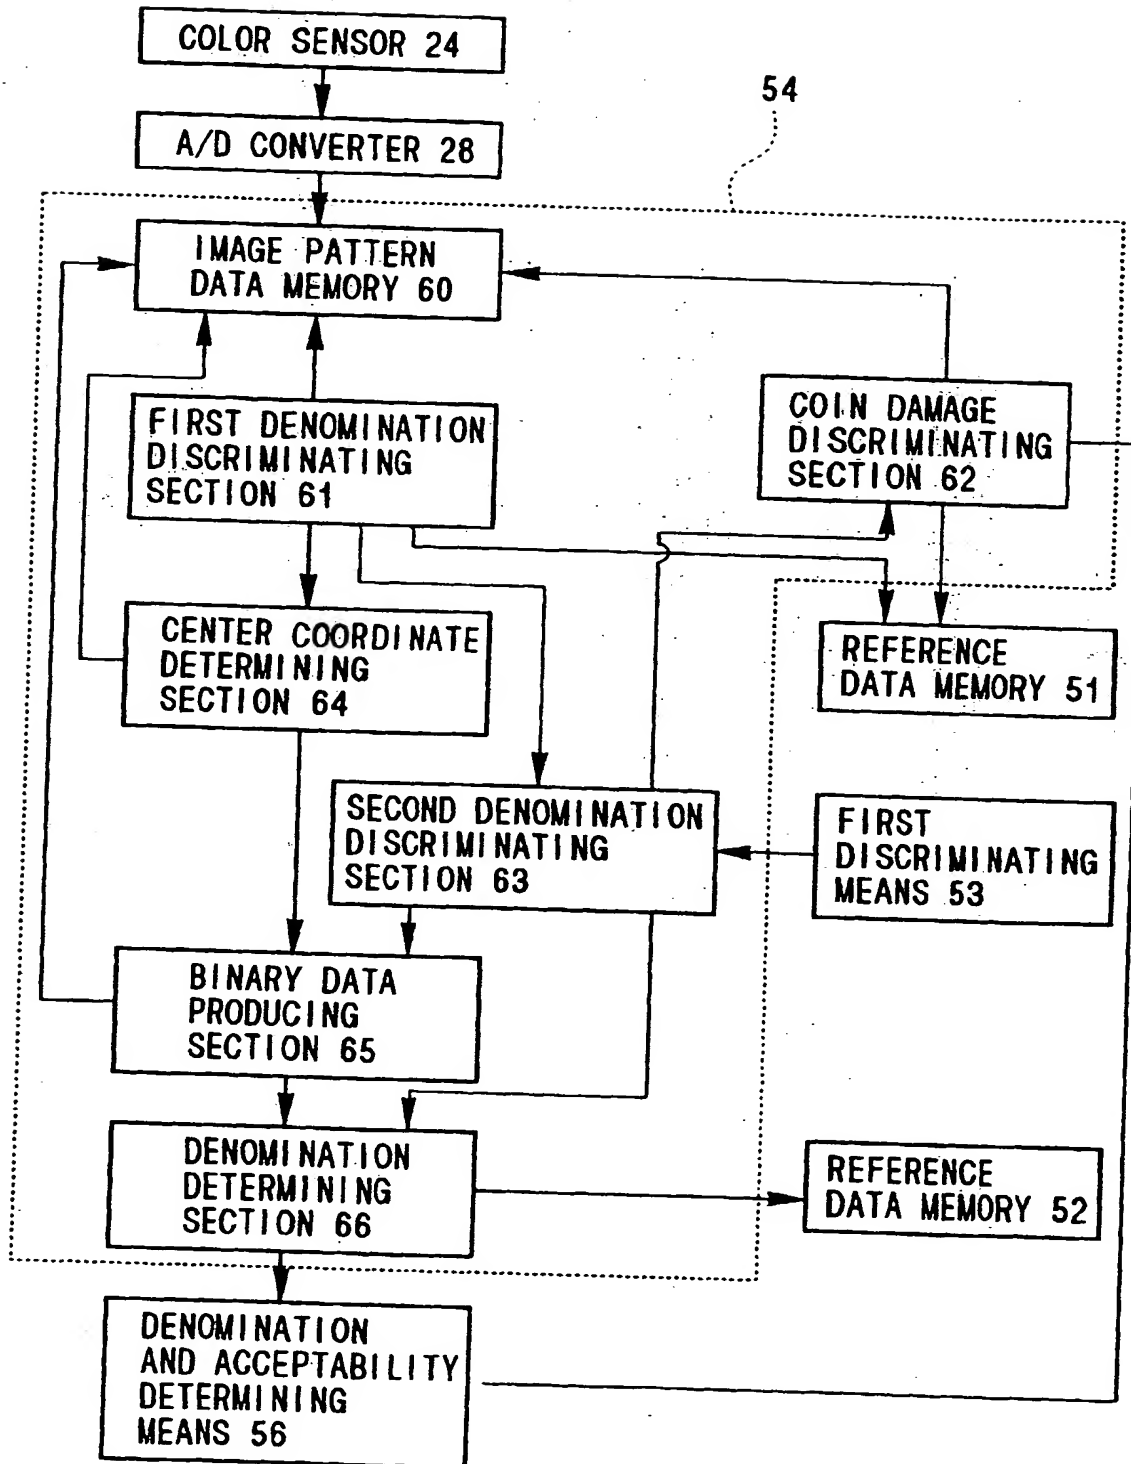 COLOR SENSOR 24
54
A/D CONVERTER 28
IMAGE PATTERN
DATA MEMORY 60
FIRST DENOMINATION
DISCRIMINATING
SECTION 61
COIN DAMAGE
DISCRIMINATING
SECTION 62
CENTER COORDINATE
DETERMINING
SECTION 64
REFERENCE
DATA MEMORY 51
SECOND DENOMINATION
DISCRIMINATING
SECTION 63
FIRST
DISCRIMINATING
MEANS 53
BINARY DATA
PRODUCING
SECTION 65
DENOMINATION
DETERMINING
SECTION 66
REFERENCE
DATA MEMORY 52
DENOMINATION
AND ACCEPTABILITY
DETERMINING
MEANS 56